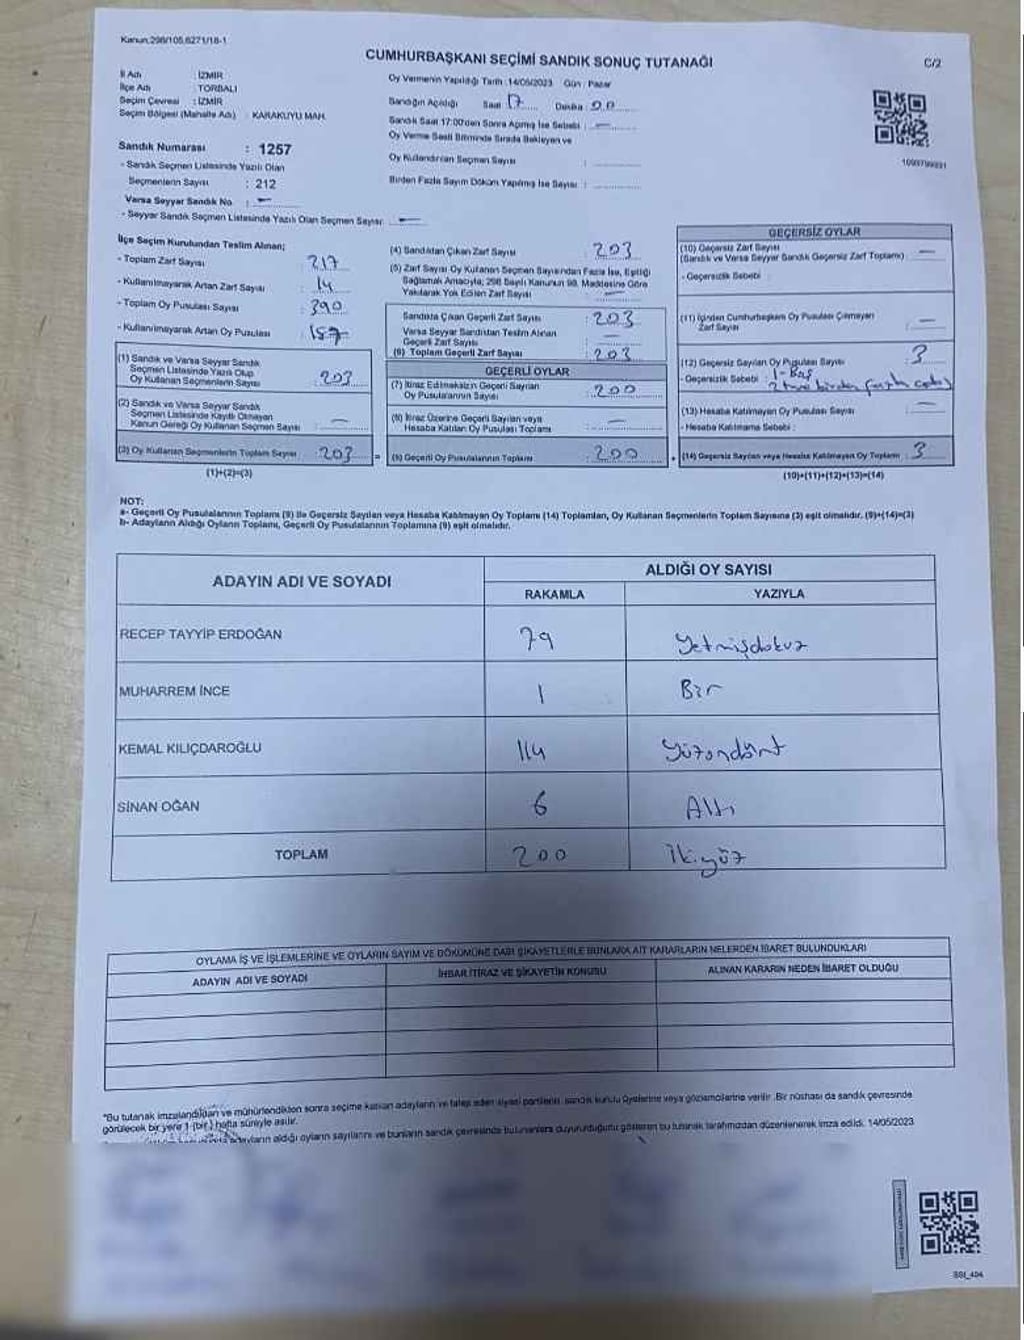 Kanun,298/105,6271/18-1
CUMHURBAŞKANI SEÇİMİ SANDIK SONUÇ TUTANAĞI
C/2
İl Adı : İZMİR
İlçe Adı : TORBALI
Seçim Çevresi : İZMİR
Seçim Bölgesi (Mahalle Adı) : KARAKUYU MAH.
Sandık Numarası : 1257
- Sandık Seçmen Listesinde Yazılı Olan
Seçmenlerin Sayısı : 212
Varsa Seyyar Sandık No : -
- Seyyar Sandık Seçmen Listesinde Yazılı Olan Seçmen Sayısı: -
Oy Vermenin Yapıldığı Tarih : 14/05/2023 Gün : Pazar
Sandığın Açıldığı Saat 17 Dakika : 00
Sandık Saat 17:00'den Sonra Açılmış İse Sebebi : -
Oy Verme Saati Bitiminde Sırada Bekleyen ve
Oy Kullandırılan Seçmen Sayısı :
Birden Fazla Sayım Döküm Yapılmış İse Sayısı :
1093799931
İlçe Seçim Kurulundan Teslim Alınan;
- Toplam Zarf Sayısı : 217
- Kullanılmayarak Artan Zarf Sayısı : 14
- Toplam Oy Pusulası Sayısı : 390
- Kullanılmayarak Artan Oy Pusulası : 187
(1) Sandık ve Varsa Seyyar Sandık
Seçmen Listesinde Yazılı Olup
Oy Kullanan Seçmenlerin Sayısı : 203
(2) Sandık ve Varsa Seyyar Sandık
Seçmen Listesinde Kayıtlı Olmayan
Kanun Gereği Oy Kullanan Seçmen Sayısı : -
(3) Oy Kullanan Seçmenlerin Toplam Sayısı : 203 =
(1)+(2)=(3)
(4) Sandıktan Çıkan Zarf Sayısı : 203
(5) Zarf Sayısı Oy Kullanan Seçmen Sayısından Fazla İse, Eşitliği
Sağlamak Amacıyla; 298 Sayılı Kanunun 98. Maddesine Göre
Yakılarak Yok Edilen Zarf Sayısı : -
Sandıkta Çıkan Geçerli Zarf Sayısı : 203
Varsa Seyyar Sandıktan Teslim Alınan
Geçerli Zarf Sayısı : -
(6) Toplam Geçerli Zarf Sayısı : 203
GEÇERLİ OYLAR
(7) İtiraz Edilmeksizin Geçerli Sayılan
Oy Pusulalarının Sayısı : 200
(8) İtiraz Üzerine Geçerli Sayılan veya
Hesaba Katılan Oy Pusulası Toplamı : -
(9) Geçerli Oy Pusulalarının Toplamı : 200 +
GEÇERSİZ OYLAR
(10) Geçersiz Zarf Sayısı
(Sandık ve Varsa Seyyar Sandık Geçersiz Zarf Toplamı) : -
- Geçersizlik Sebebi :
(11) İçinden Cumhurbaşkanı Oy Pusulası Çıkmayan
Zarf Sayısı : -
(12) Geçersiz Sayılan Oy Pusulası Sayısı : 3
- Geçersizlik Sebebi : 1-Boş
2 tane birden fazla
(13) Hesaba Katılmayan Oy Pusulası Sayısı : -
- Hesaba Katılmama Sebebi :
(14) Geçersiz Sayılan veya Hesaba Katılmayan Oy Toplamı : 3
(10)+(11)+(12)+(13)=(14)
NOT:
a- Geçerli Oy Pusulalarının Toplamı (9) ile Geçersiz Sayılan veya Hesaba Katılmayan Oy Toplamı (14) Toplamları, Oy Kullanan Seçmenlerin Toplam Sayısına (3) eşit olmalıdır. (9)+(14)=(3)
b- Adayların Aldığı Oyların Toplamı, Geçerli Oy Pusulalarının Toplamına (9) eşit olmalıdır.
ADAYIN ADI VE SOYADI
ALDIĞI OY SAYISI
RAKAMLA YAZIYLA
RECEP TAYYİP ERDOĞAN 79 Yetmişdokuz
MUHARREM İNCE 1 Bir
KEMAL KILIÇDAROĞLU 114 Yüzondört
SİNAN OĞAN 6 Altı
TOPLAM 200 İkiyüz
OYLAMA İŞ VE İŞLEMLERİNE VE OYLARIN SAYIM VE DÖKÜMÜNE DAİR ŞİKAYETLERLE BUNLARA AİT KARARLARIN NELERDEN İBARET BULUNDUKLARI
ADAYIN ADI VE SOYADI İHBAR İTİRAZ VE ŞİKAYETİN KONUSU ALINAN KARARIN NEDEN İBARET OLDUĞU
*Bu tutanak imzalandıktan ve mühürlendikten sonra seçime katılan adayların ve talep eden siyasi partilerin sandık kurulu üyelerine veya gözlemcilerine verilir. Bir nüshası da sandık çevresinde
görülecek bir yere 1 (bir) hafta süreyle asılır.
adayların aldığı oyların sayılarını ve bunların sandık çevresinde bulunanlara duyurulduğunu gösteren bu tutanak tarafımızdan düzenlenerek imza edildi. 14/05/2023
SSI_404